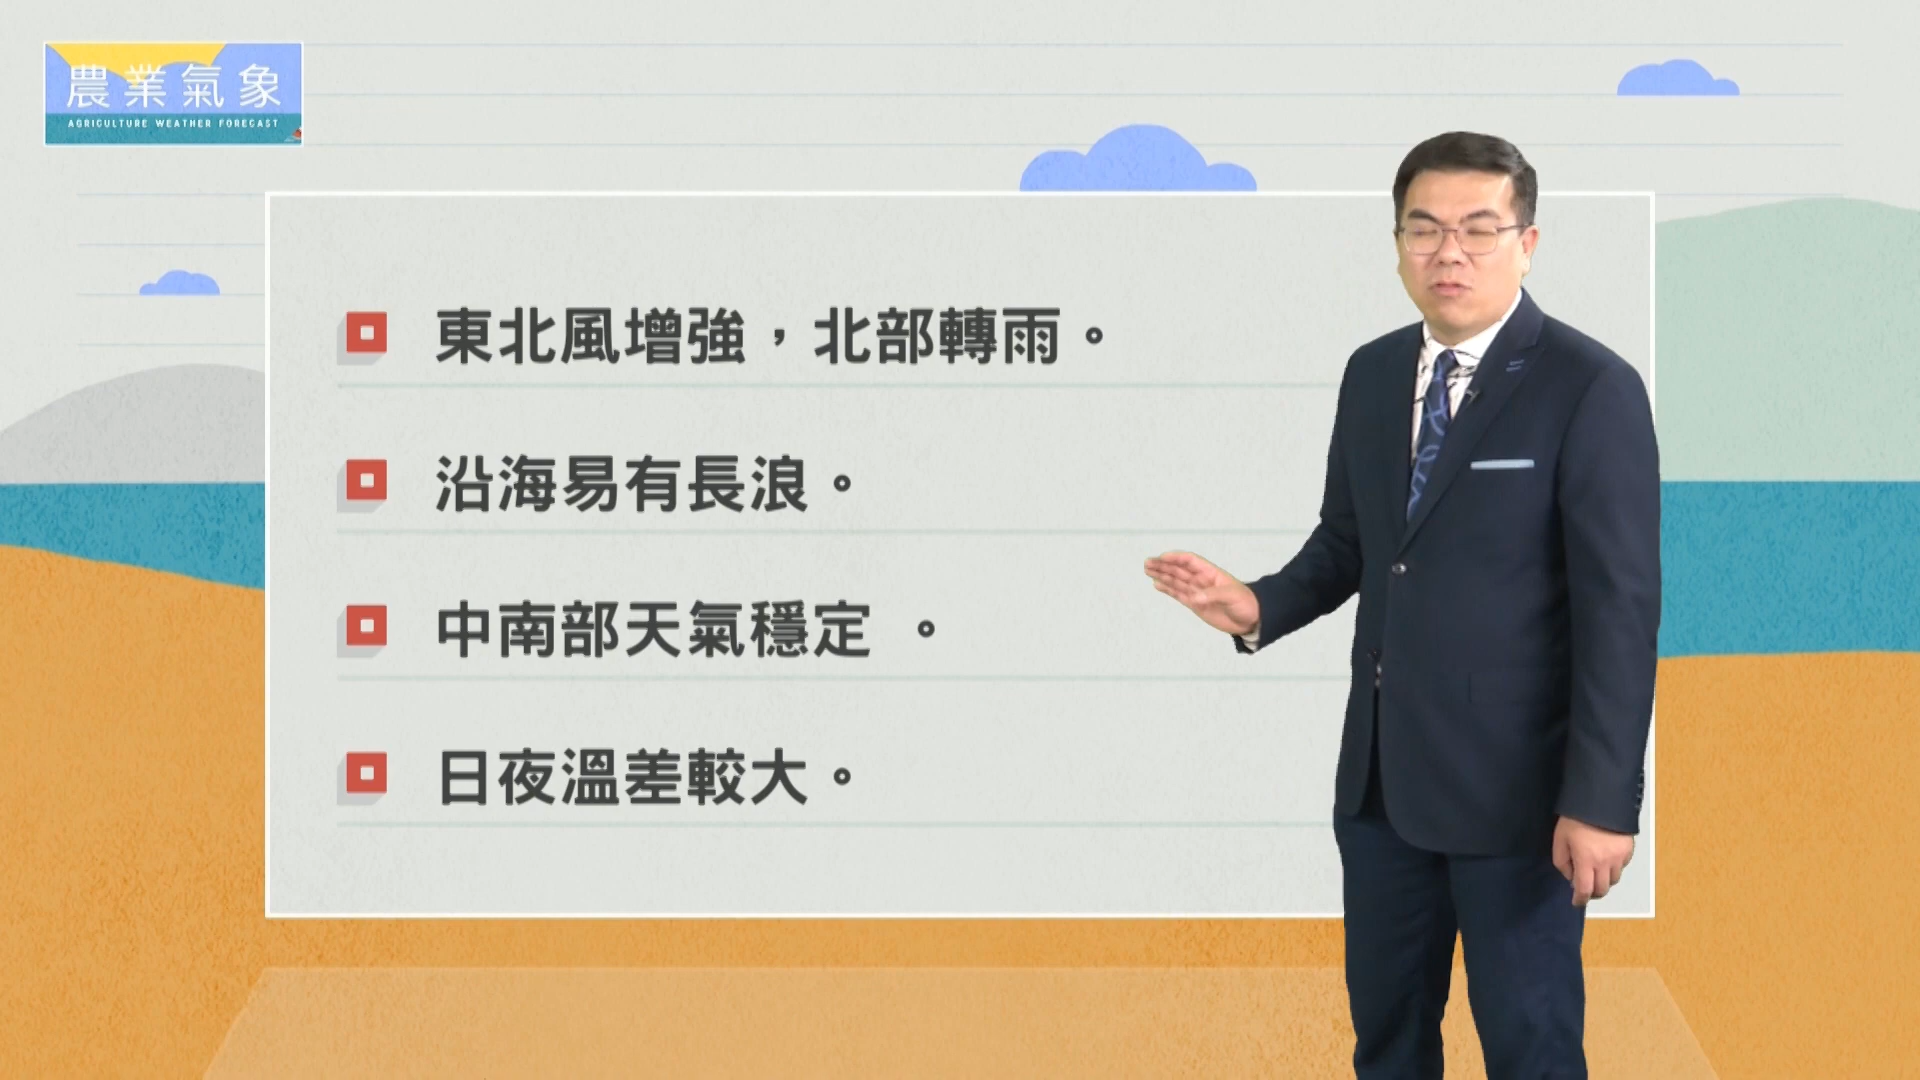 農業氣象
AGRICULTURE WEATHER FORECAST
東北風增強，北部轉雨。
沿海易有長浪。
中南部天氣穩定 。
日夜溫差較大。